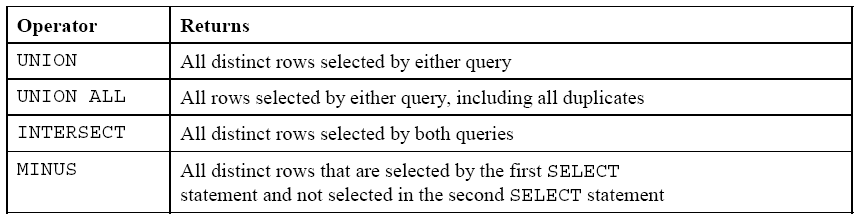 Operator Returns
UNION All distinct rows selected by either query
UNION ALL All rows selected by either query, including all duplicates
INTERSECT All distinct rows selected by both queries
MINUS All distinct rows that are selected by the first SELECT
statement and not selected in the second SELECT statement